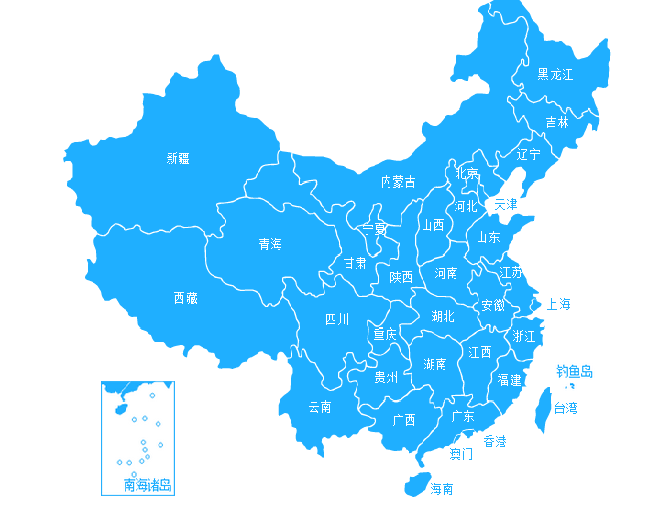 黑龙江
吉林
新疆
辽宁
北京
内蒙古
天津
河北
山西
宁夏
山东
青海
甘肃
陕西
河南
江苏
西藏
安徽
上海
四川
湖北
重庆
浙江
江西
湖南
钓鱼岛
贵州
福建
云南
台湾
广西
广东
香港
澳门
南海诸岛
海南